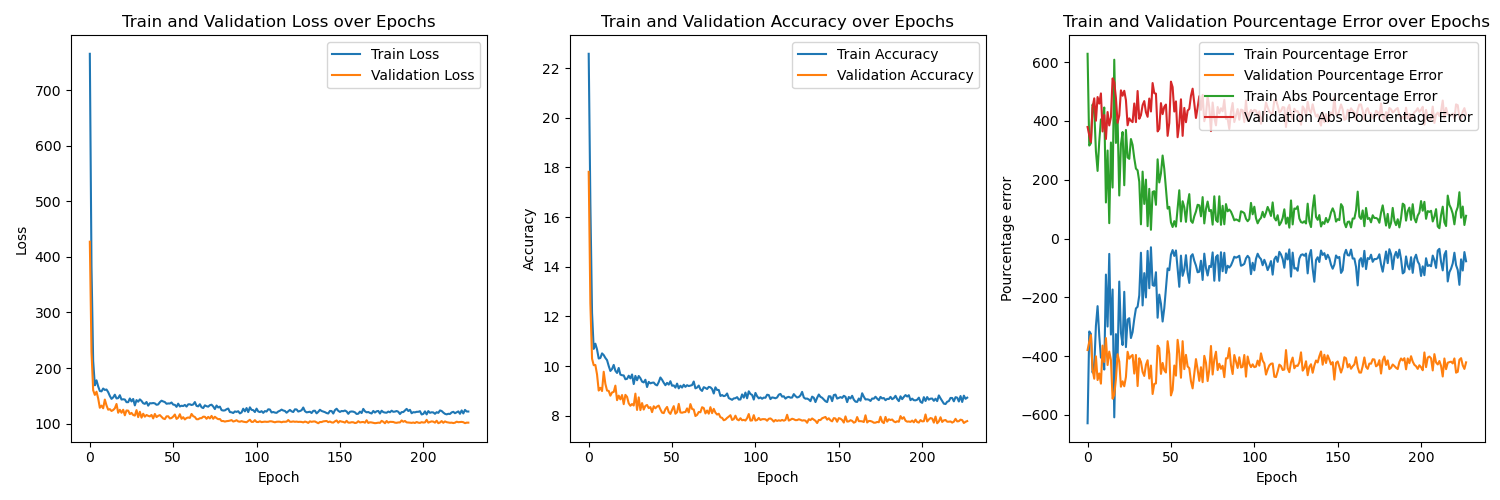 Train and Validation Loss over Epochs
Loss
700
600
500
400
300
200
100
0
50
100
150
200
Epoch
Train Loss
Validation Loss
Train and Validation Accuracy over Epochs
Accuracy
22
20
18
16
14
12
10
8
0
50
100
150
200
Epoch
Train Accuracy
Validation Accuracy
Train and Validation Pourcentage Error over Epochs
Pourcentage error
600
400
200
0
−200
−400
−600
0
50
100
150
200
Epoch
Train Pourcentage Error
Validation Pourcentage Error
Train Abs Pourcentage Error
Validation Abs Pourcentage Error